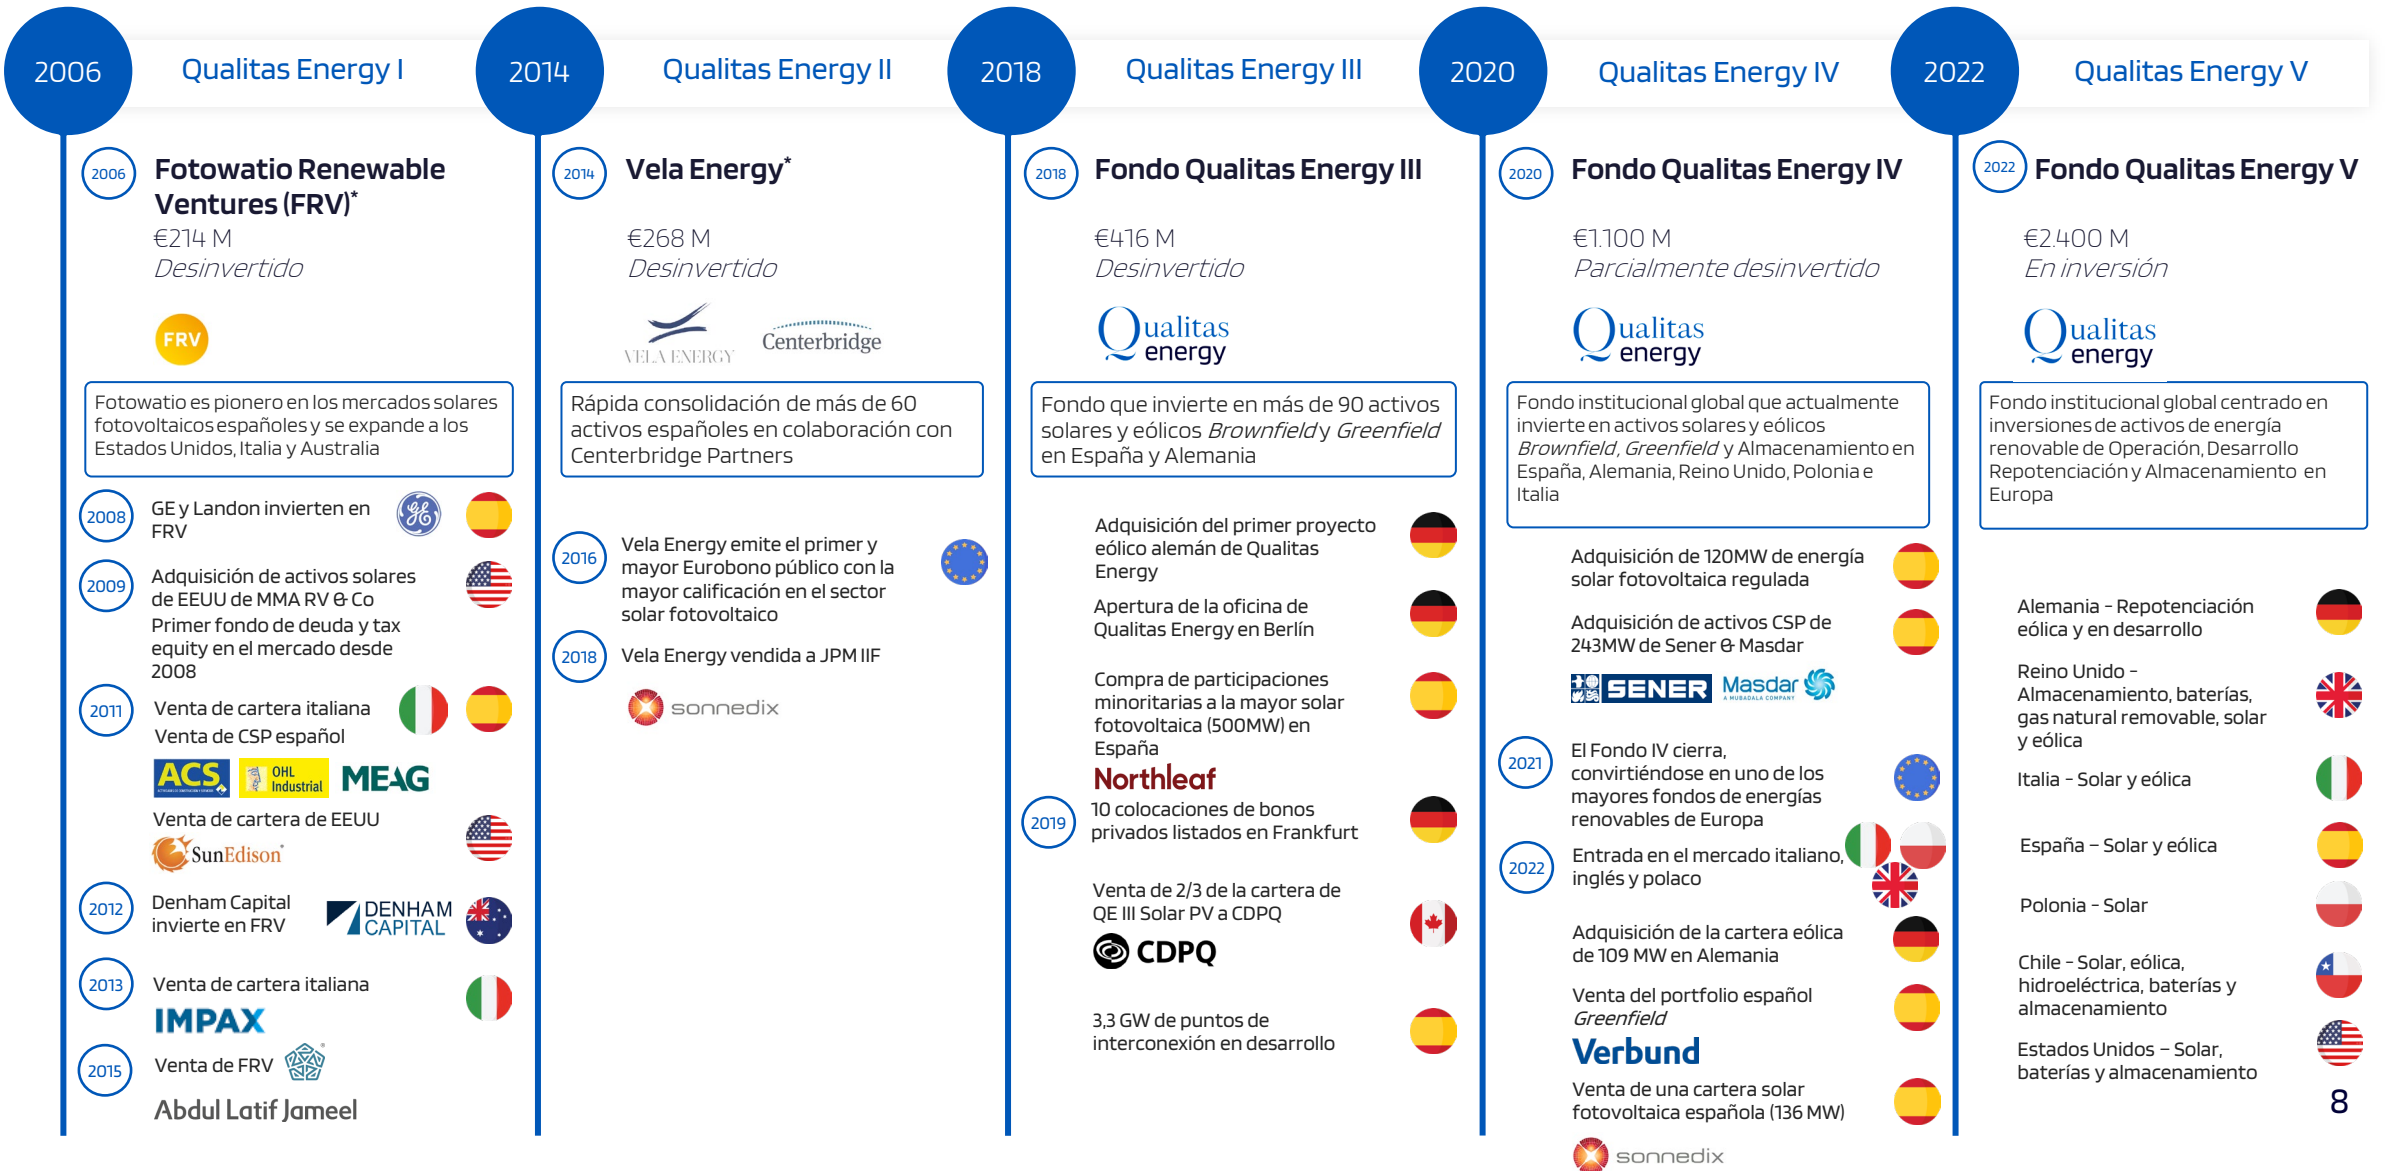 2006
Qualitas Energy I
2014
Qualitas Energy II
2018
Qualitas Energy III
2020
Qualitas Energy IV
2022
Qualitas Energy V
2006
Fotowatio Renewable
Ventures (FRV)*
€214 M
Desinvertido
FRV
Fotowatio es pionero en los mercados solares
fotovoltaicos españoles y se expande a los
Estados Unidos, Italia y Australia
2008
GE y Landon invierten en
FRV
GE
2009
Adquisición de activos solares
de EEUU de MMA RV & Co
Primer fondo de deuda y tax
equity en el mercado desde
2008
2011
Venta de cartera italiana
Venta de CSP español
ACS
OHL
Industrial
MEAG
Venta de cartera de EEUU
SunEdison
2012
Denham Capital
invierte en FRV
DENHAM
CAPITAL
2013
Venta de cartera italiana
IMPAX
2015
Venta de FRV
Abdul Latif Jameel
2014
Vela Energy*
€268 M
Desinvertido
VELA ENERGY
Centerbridge
Rápida consolidación de más de 60
activos españoles en colaboración con
Centerbridge Partners
2016
Vela Energy emite el primer y
mayor Eurobono público con la
mayor calificación en el sector
solar fotovoltaico
2018
Vela Energy vendida a JPM IIF
sonnedix
2018
Fondo Qualitas Energy III
€416 M
Desinvertido
Qualitas
energy
Fondo que invierte en más de 90 activos
solares y eólicos Brownfield y Greenfield
en España y Alemania
Adquisición del primer proyecto
eólico alemán de Qualitas
Energy
Apertura de la oficina de
Qualitas Energy en Berlín
Compra de participaciones
minoritarias a la mayor solar
fotovoltaica (500MW) en
España
Northleaf
2019
10 colocaciones de bonos
privados listados en Frankfurt
Venta de 2/3 de la cartera de
QE III Solar PV a CDPQ
CDPQ
3,3 GW de puntos de
interconexión en desarrollo
2020
Fondo Qualitas Energy IV
€1.100 M
Parcialmente desinvertido
Qualitas
energy
Fondo institucional global que actualmente
invierte en activos solares y eólicos
Brownfield, Greenfield y Almacenamiento en
España, Alemania, Reino Unido, Polonia e
Italia
Adquisición de 120MW de energía
solar fotovoltaica regulada
Adquisición de activos CSP de
243MW de Sener & Masdar
SENER
Masdar
A MUBADALA COMPANY
2021
El Fondo IV cierra,
convirtiéndose en uno de los
mayores fondos de energías
renovables de Europa
2022
Entrada en el mercado italiano,
inglés y polaco
Adquisición de la cartera eólica
de 109 MW en Alemania
Venta del portfolio español
Greenfield
Verbund
Venta de una cartera solar
fotovoltaica española (136 MW)
sonnedix
2022
Fondo Qualitas Energy V
€2.400 M
En inversión
Qualitas
energy
Fondo institucional global centrado en
inversiones de activos de energía
renovable de Operación, Desarrollo
Repotenciación y Almacenamiento en
Europa
Alemania - Repotenciación
eólica y en desarrollo
Reino Unido -
Almacenamiento, baterías,
gas natural removable, solar
y eólica
Italia - Solar y eólica
España – Solar y eólica
Polonia - Solar
Chile - Solar, eólica,
hidroeléctrica, baterías y
almacenamiento
Estados Unidos – Solar,
baterías y almacenamiento
8